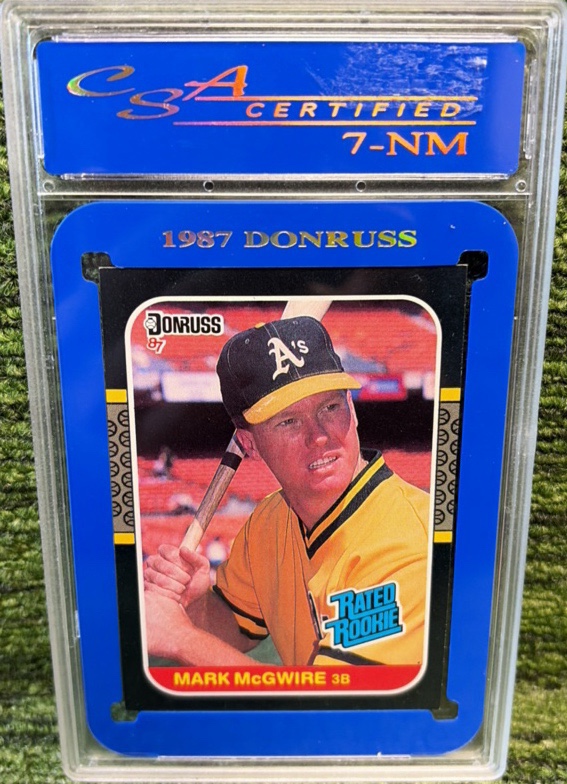 CSA
CERTIFIED
7-NM
1987 DONRUSS
DONRUSS
87
A's
RATED
ROOKIE
MARK McGWIRE 3B